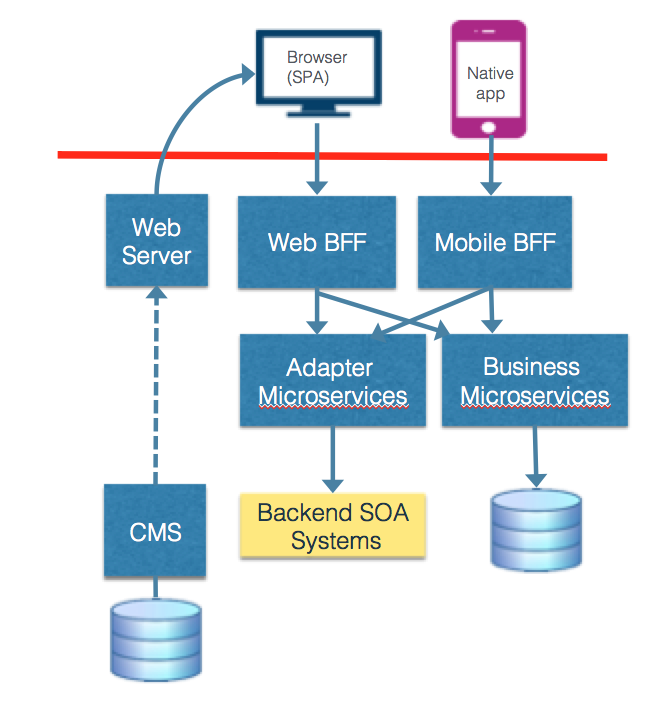 Browser
(SPA)
Native
app
Web
Server
Web BFF
Mobile BFF
Adapter
Microservices
Business
Microservices
CMS
Backend SOA
Systems